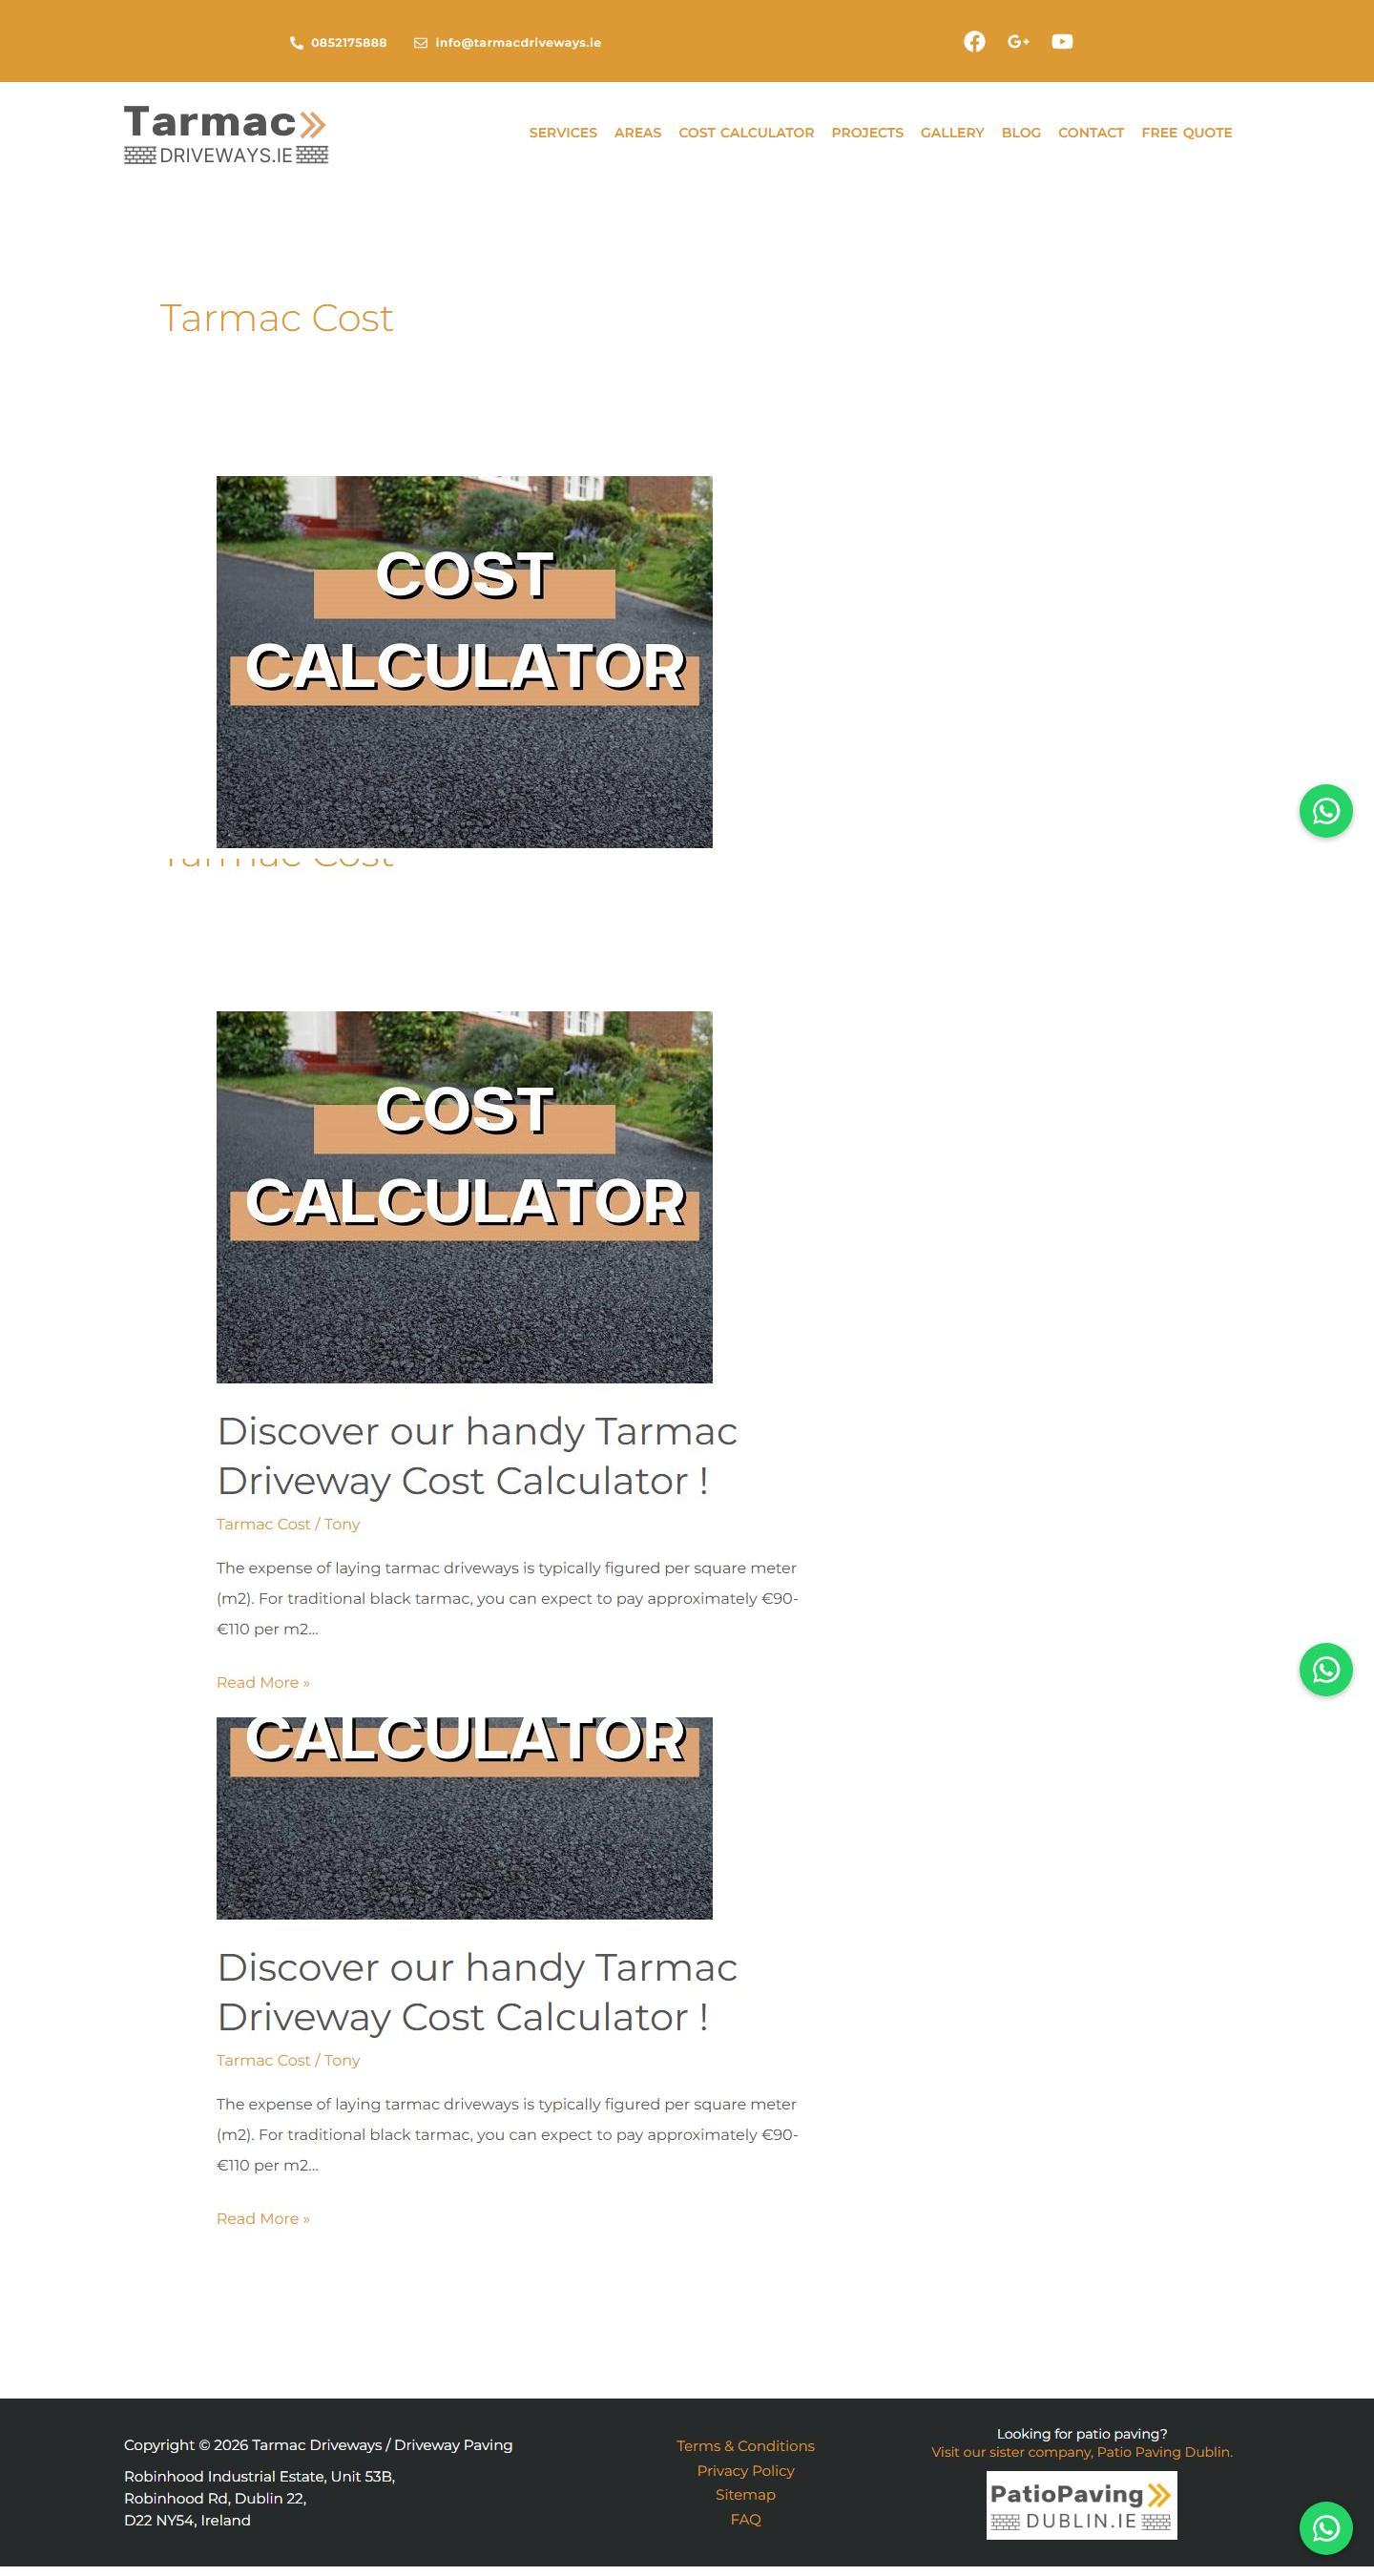 0852175888 info@tarmacdriveways.ie
Tarmac
DRIVEWAYS.IE
SERVICES AREAS COST CALCULATOR PROJECTS GALLERY BLOG CONTACT FREE QUOTE
Tarmac Cost
COST
CALCULATOR
Tarmac Cost
COST
CALCULATOR
Discover our handy Tarmac
Driveway Cost Calculator !
Tarmac Cost / Tony
The expense of laying tarmac driveways is typically figured per square meter
(m2). For traditional black tarmac, you can expect to pay approximately €90-
€110 per m2…
Read More »
CALCULATOR
Discover our handy Tarmac
Driveway Cost Calculator !
Tarmac Cost / Tony
The expense of laying tarmac driveways is typically figured per square meter
(m2). For traditional black tarmac, you can expect to pay approximately €90-
€110 per m2…
Read More »
Copyright © 2026 Tarmac Driveways / Driveway Paving
Robinhood Industrial Estate, Unit 53B,
Robinhood Rd, Dublin 22,
D22 NY54, Ireland
Terms & Conditions
Privacy Policy
Sitemap
FAQ
Looking for patio paving?
Visit our sister company, Patio Paving Dublin.
PatioPaving
DUBLIN.IE